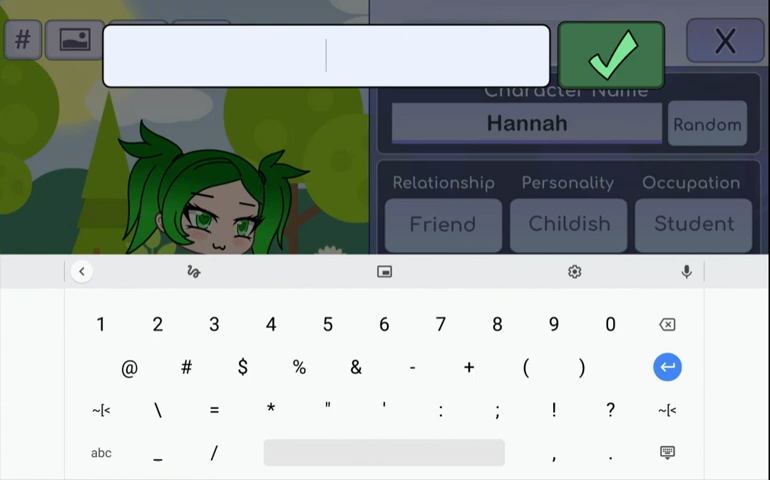 #
X
Character Name
Hannah
Random
Relationship Personality Occupation
Friend Childish Student
1 2 3 4 5 6 7 8 9 0
@ # $ % & - + ( )
~[< \ = * " ' : ; ! ? ~[<
abc _ / , .